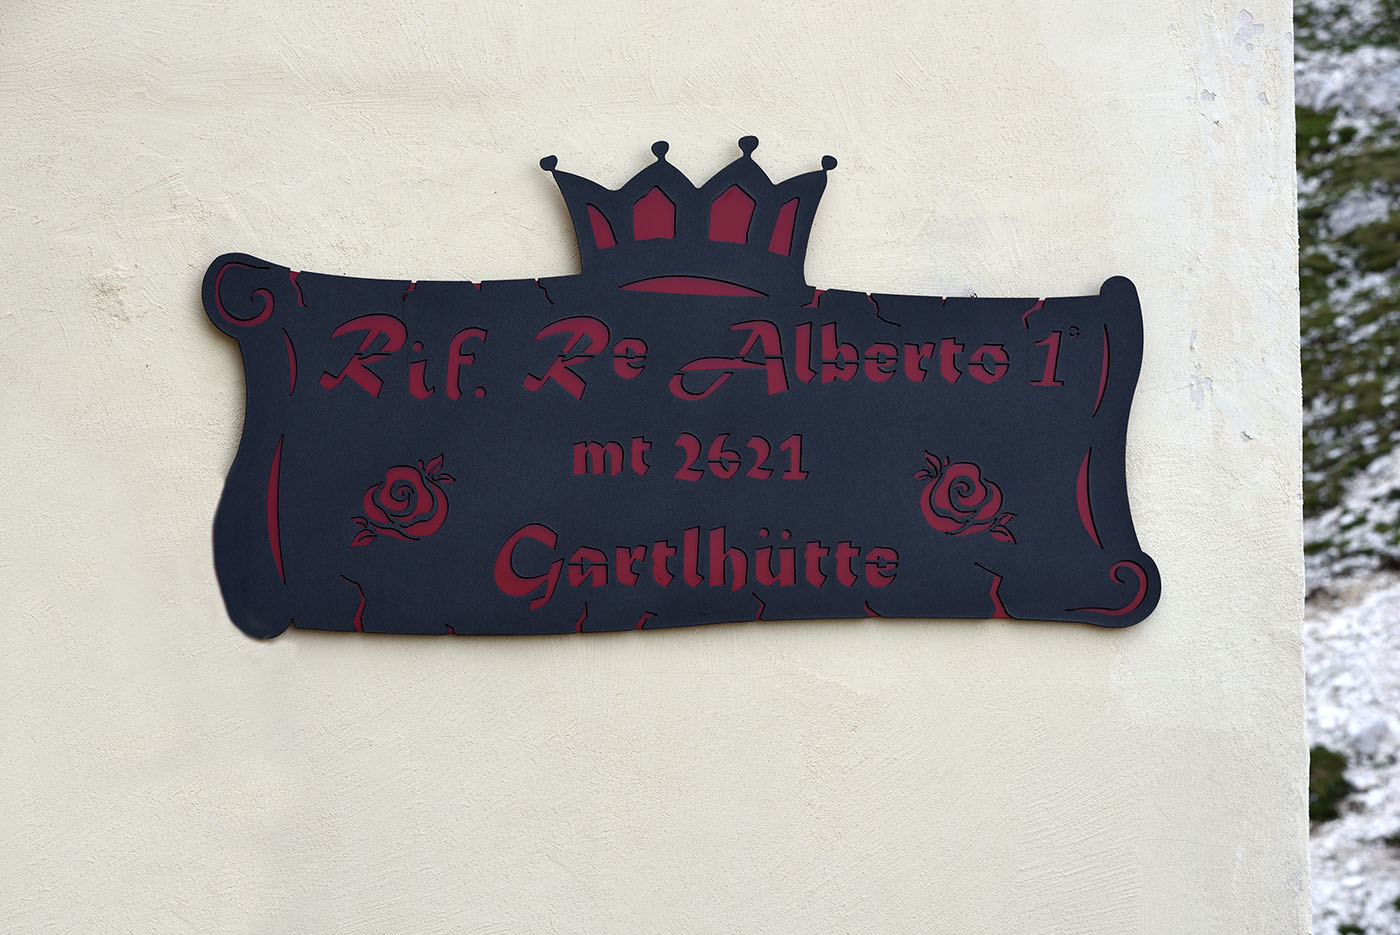 Rif. Re Alberto 1°
mt 2621
Gartlhütte